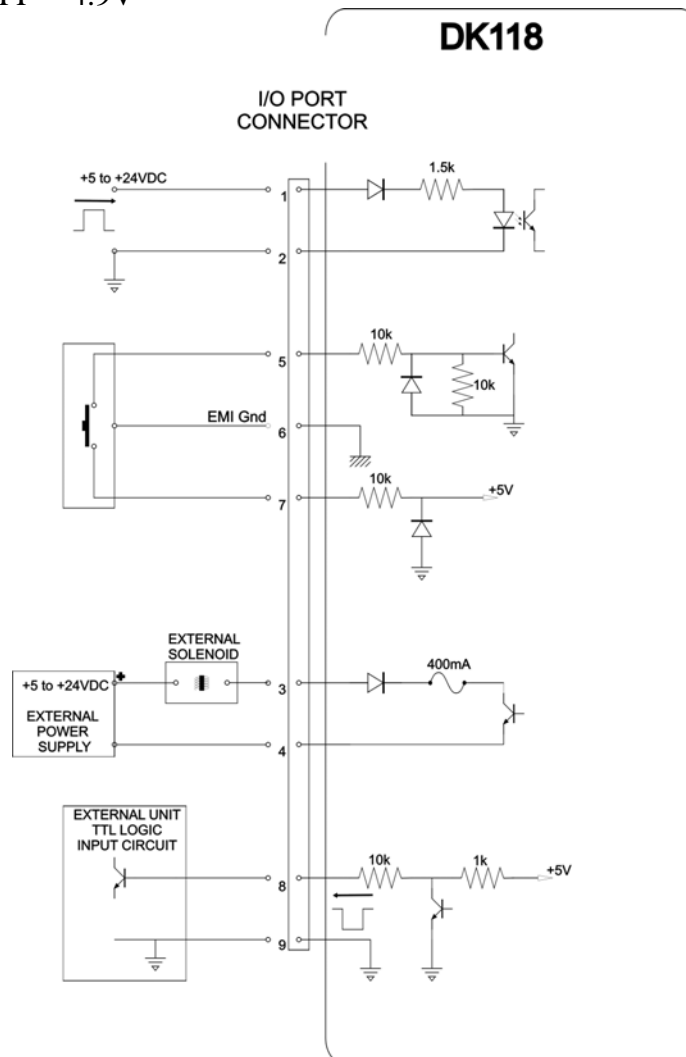 4.9V
DK118
I/O PORT
CONNECTOR
+5 to +24VDC
1
1.5k
2
5
10k
10k
EMI Gnd
6
7
10k
+5V
EXTERNAL
SOLENOID
+5 to +24VDC
+
3
400mA
EXTERNAL
POWER
SUPPLY
4
EXTERNAL UNIT
TTL LOGIC
INPUT CIRCUIT
8
10k
1k
+5V
9